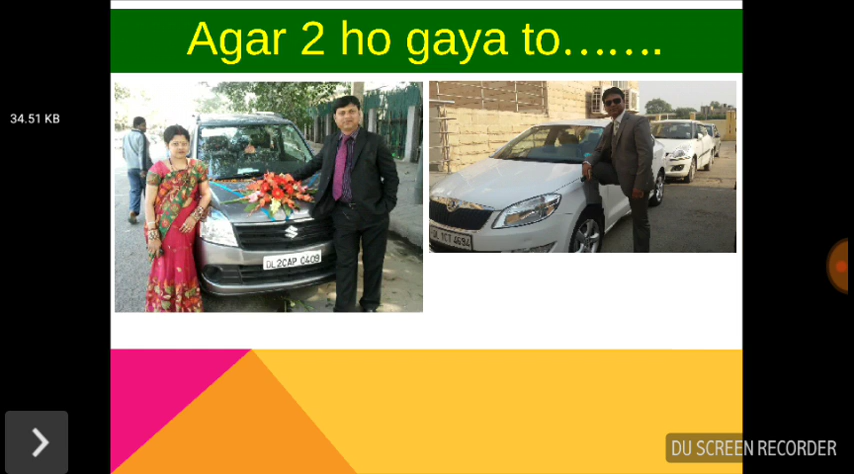 Agar 2 ho gaya to.......
34.51 KB
DL2CAP 0409
DU SCREEN RECORDER